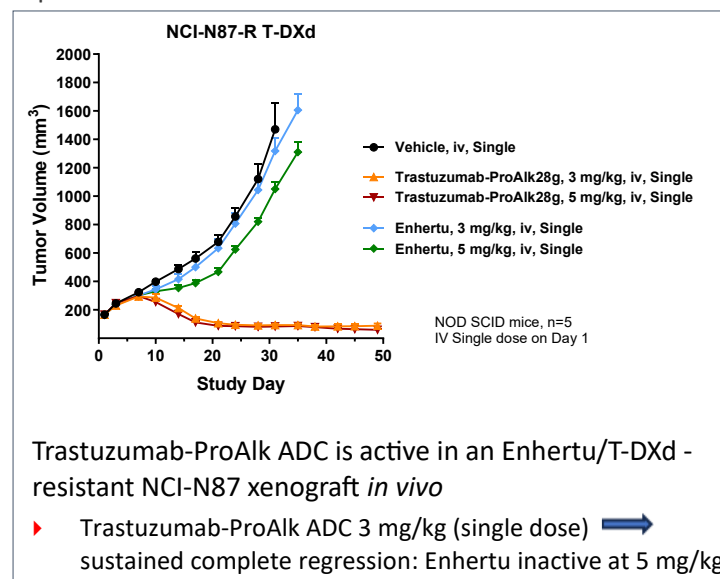 NCI-N87-R T-DXd
Tumor Volume (mm3)
2000
1800
1600
1400
1200
1000
800
600
400
200
0
10
20
30
40
50
Study Day
Vehicle, iv, Single
Trastuzumab-ProAlk28g, 3 mg/kg, iv, Single
Trastuzumab-ProAlk28g, 5 mg/kg, iv, Single
Enhertu, 3 mg/kg, iv, Single
Enhertu, 5 mg/kg, iv, Single
NOD SCID mice, n=5
IV Single dose on Day 1
Trastuzumab-ProAlk ADC is active in an Enhertu/T-DXd -
resistant NCI-N87 xenograft in vivo
Trastuzumab-ProAlk ADC 3 mg/kg (single dose)
sustained complete regression: Enhertu inactive at 5 mg/kg